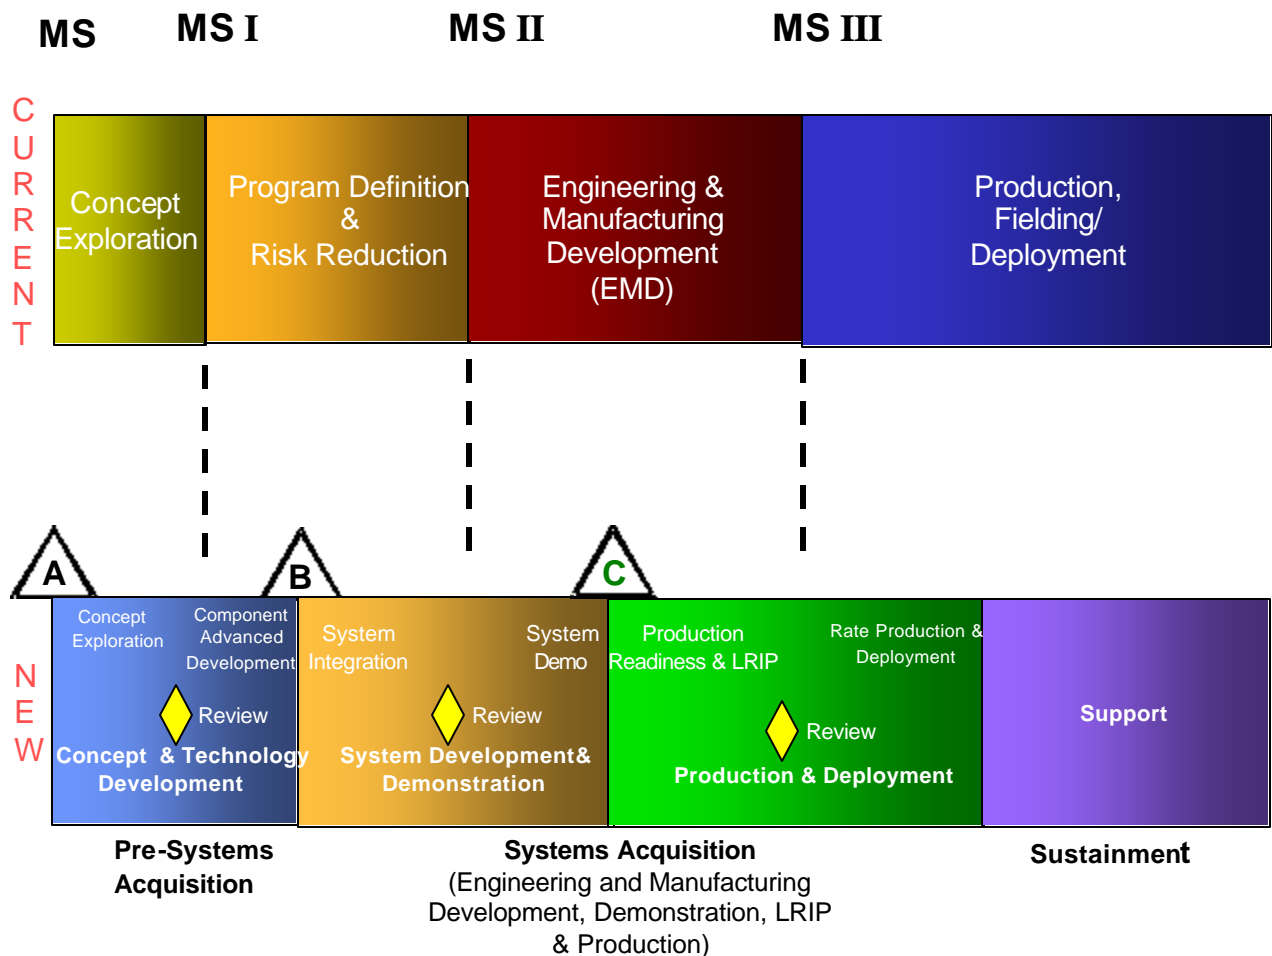 MS
MS I
MS II
MS III
CURRENT
Concept
Exploration
Program Definition
&
Risk Reduction
Engineering &
Manufacturing
Development
(EMD)
Production,
Fielding/
Deployment
A
B
C
NEW
Concept
Exploration
Component
Advanced
Development
Review
Concept & Technology
Development
System
Integration
System
Demo
Review
System Development&
Demonstration
Production
Readiness & LRIP
Rate Production &
Deployment
Review
Production & Deployment
Support
Pre-Systems
Acquisition
Systems Acquisition
(Engineering and Manufacturing
Development, Demonstration, LRIP
& Production)
Sustainment